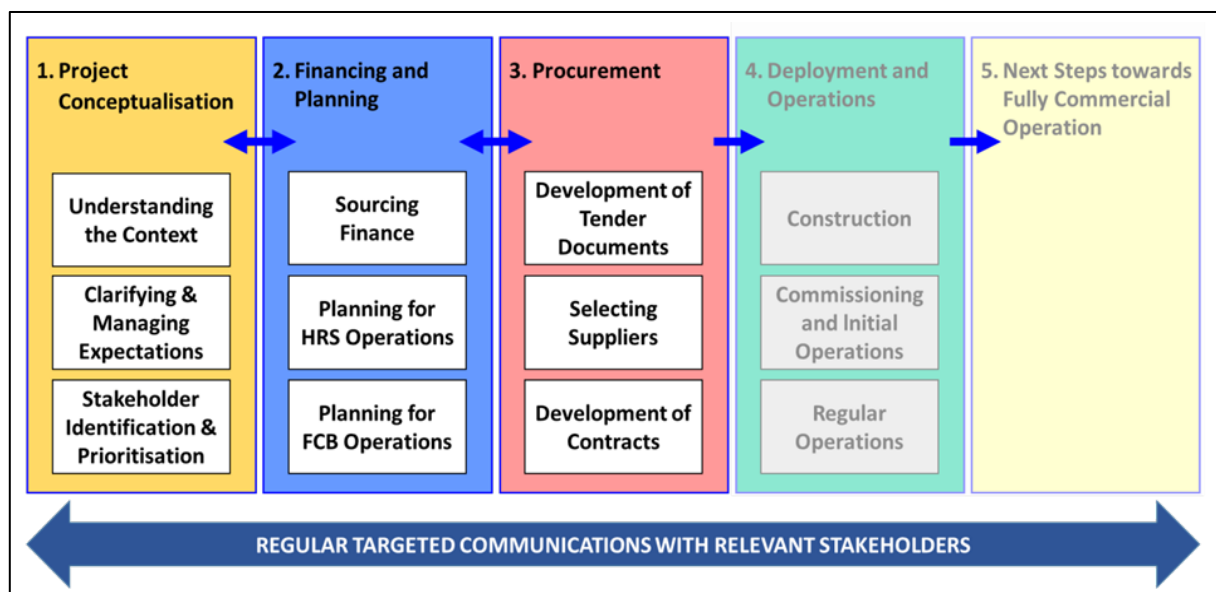 1. Project
Conceptualisation
Understanding
the Context
Clarifying &
Managing
Expectations
Stakeholder
Identification &
Prioritisation
2. Financing and
Planning
Sourcing
Finance
Planning for
HRS Operations
Planning for
FCB Operations
3. Procurement
Development of
Tender
Documents
Selecting
Suppliers
Development of
Contracts
4. Deployment and
Operations
Construction
Commissioning
and Initial
Operations
Regular
Operations
5. Next Steps towards
Fully Commercial
Operation
REGULAR TARGETED COMMUNICATIONS WITH RELEVANT STAKEHOLDERS